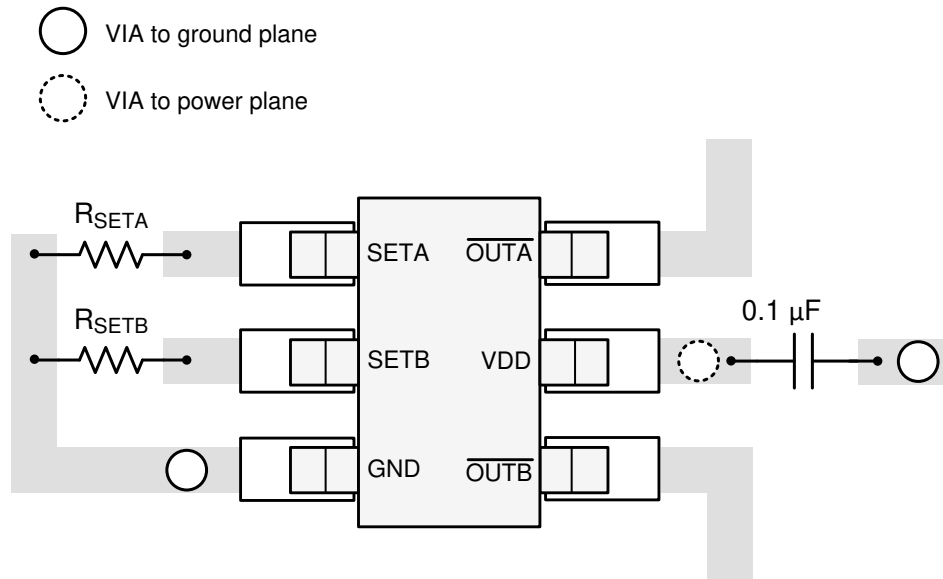 VIA to ground plane
VIA to power plane
RSETA
SETA
OUTA
RSETB
SETB
VDD
0.1 µF
GND
OUTB